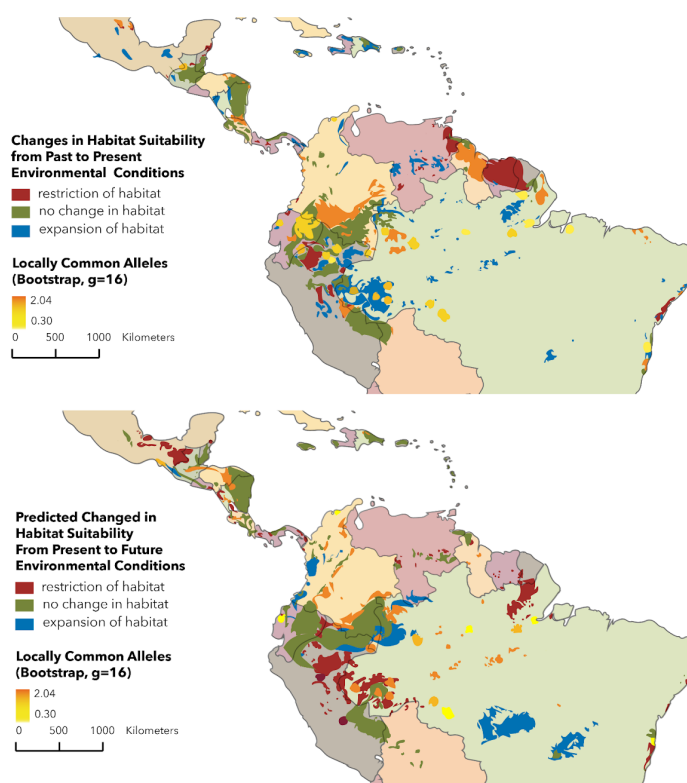 Changes in Habitat Suitability
from Past to Present
Environmental Conditions
restriction of habitat
no change in habitat
expansion of habitat
Locally Common Alleles
(Bootstrap, g=16)
2.04
0.30
0 500 1000 Kilometers
Predicted Changed in
Habitat Suitability
From Present to Future
Environmental Conditions
restriction of habitat
no change in habitat
expansion of habitat
Locally Common Alleles
(Bootstrap, g=16)
2.04
0.30
0 500 1000 Kilometers